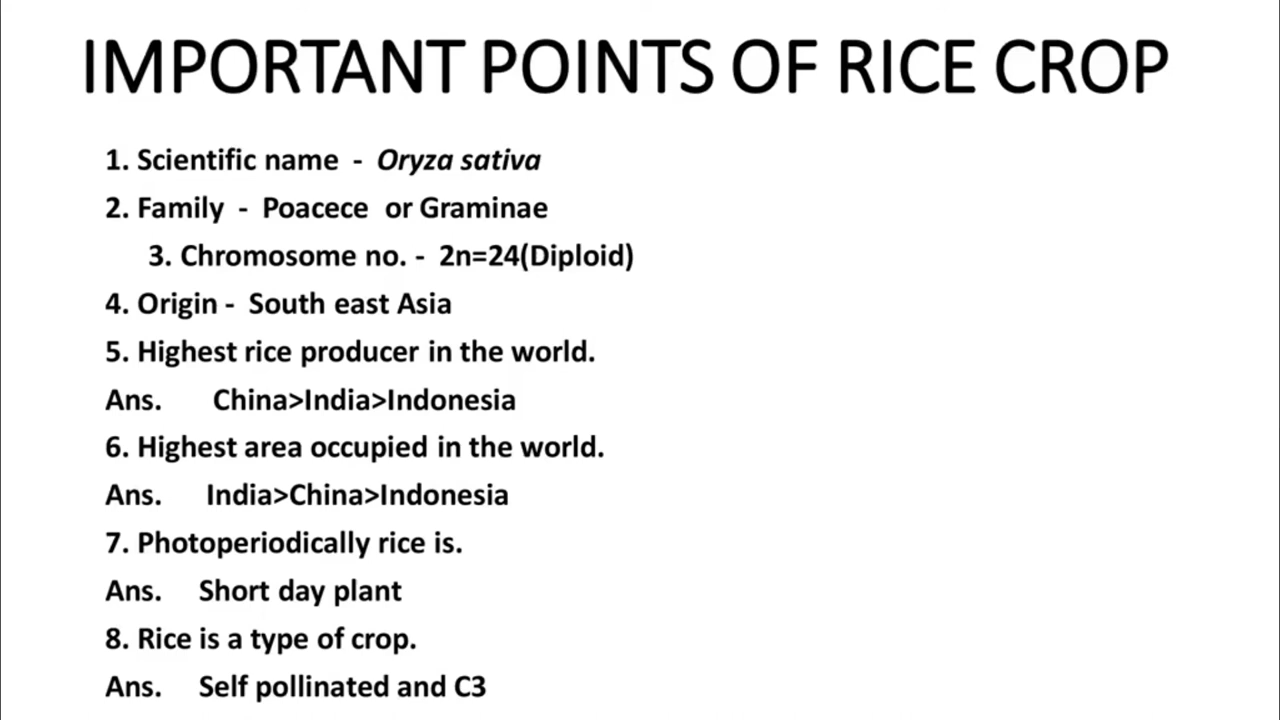 IMPORTANT POINTS OF RICE CROP
1. Scientific name - Oryza sativa
2. Family - Poacece or Graminae
3. Chromosome no. - 2n=24(Diploid)
4. Origin - South east Asia
5. Highest rice producer in the world.
Ans. China>India>Indonesia
6. Highest area occupied in the world.
Ans. India>China>Indonesia
7. Photoperiodically rice is.
Ans. Short day plant
8. Rice is a type of crop.
Ans. Self pollinated and C3